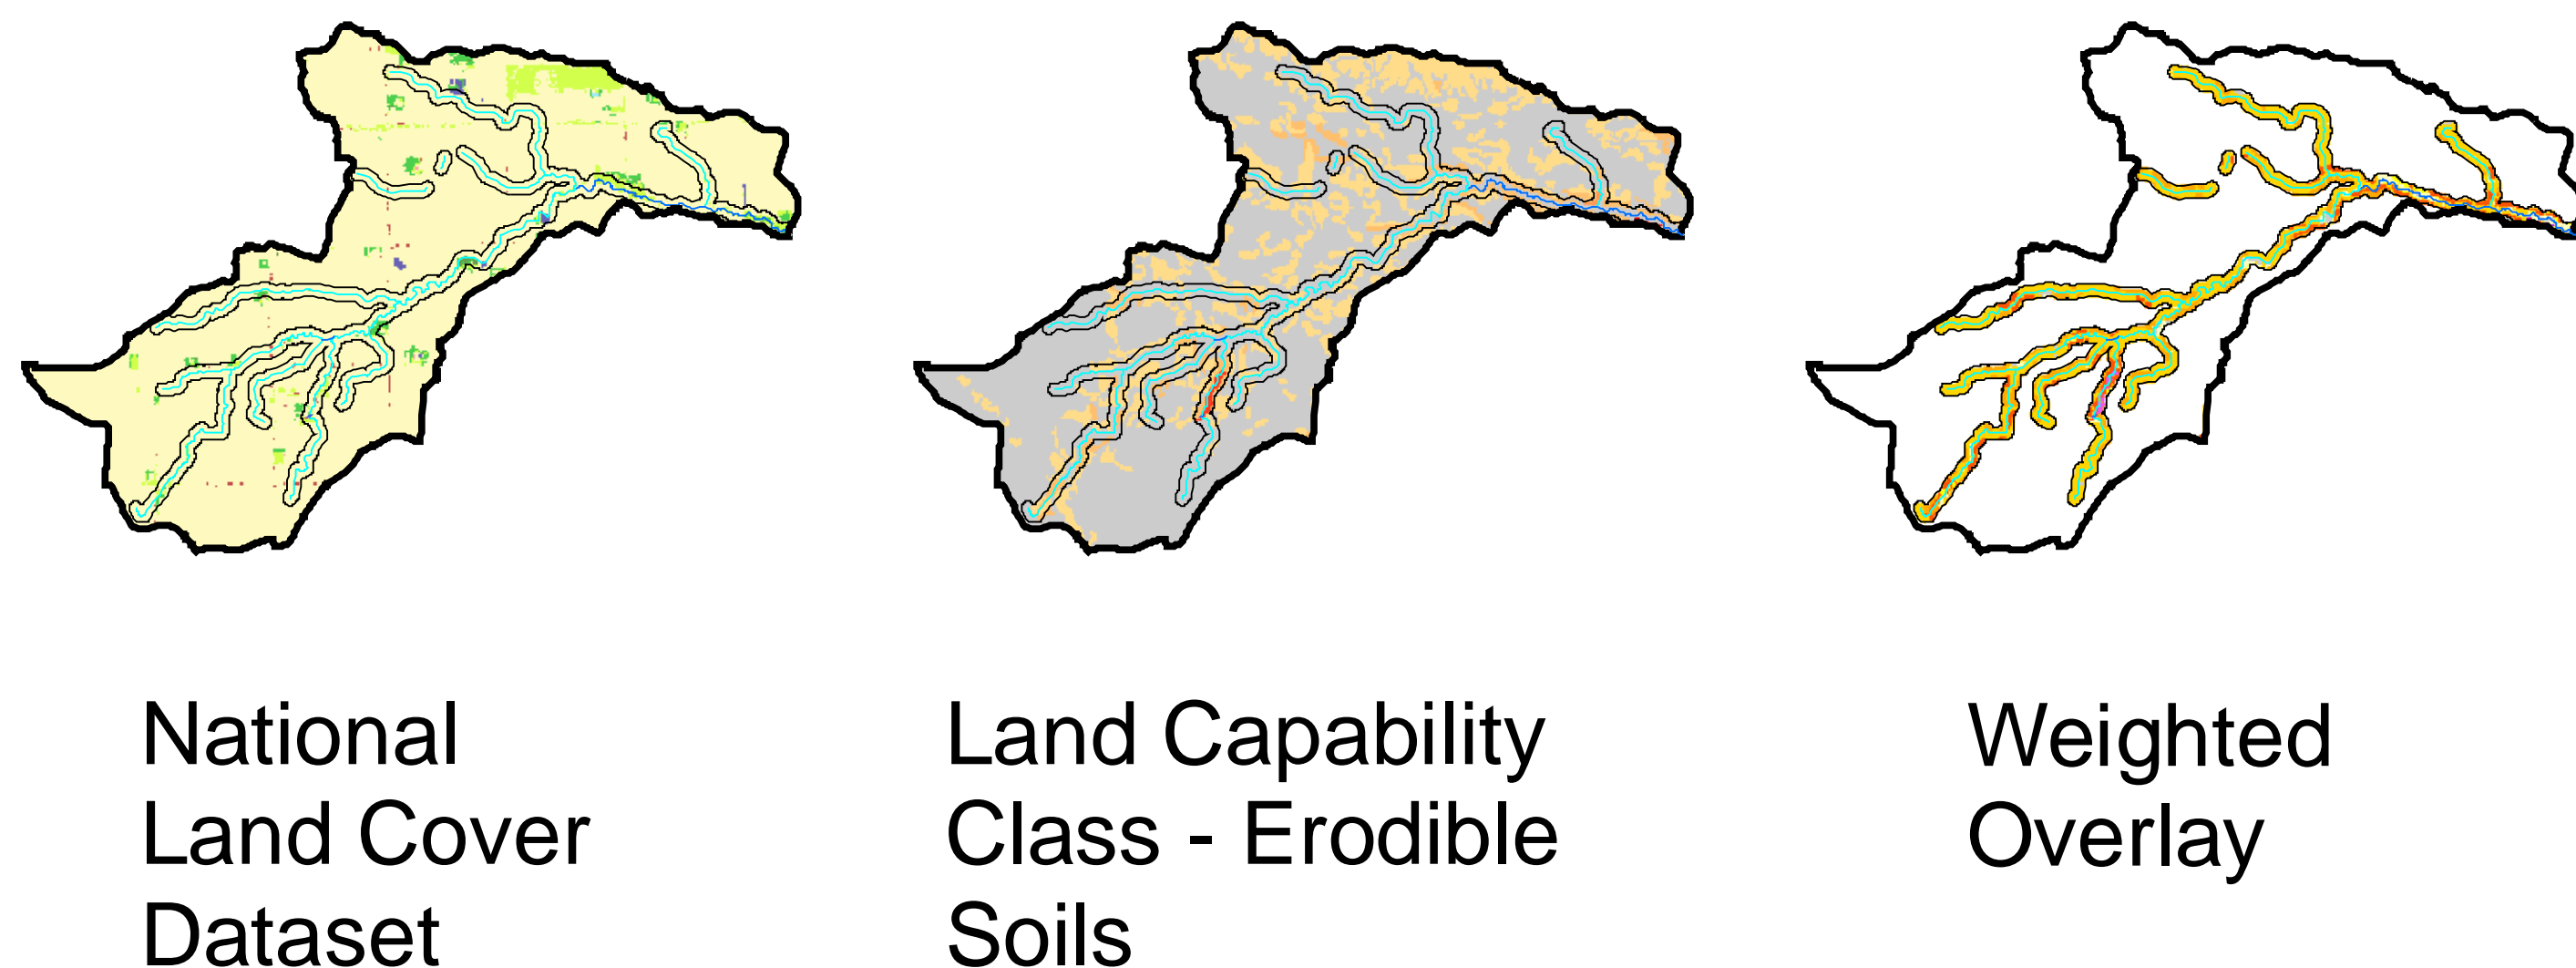 National
Land Cover
Dataset
Land Capability
Class - Erodible
Soils
Weighted
Overlay